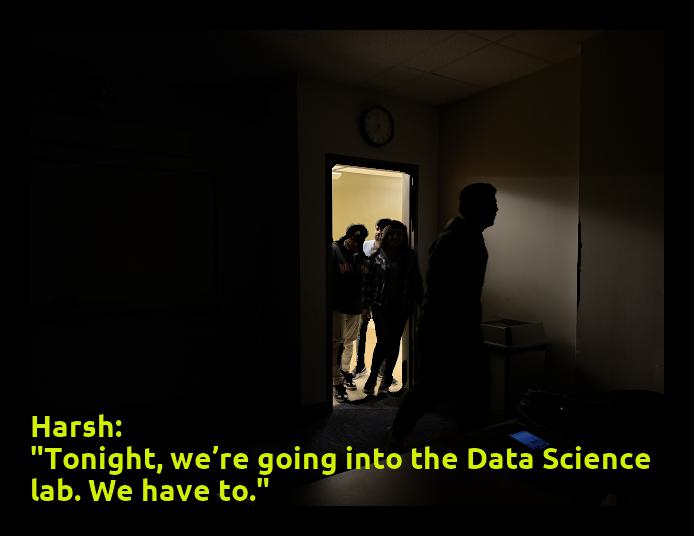 Harsh:
"Tonight, we’re going into the Data Science
lab. We have to."